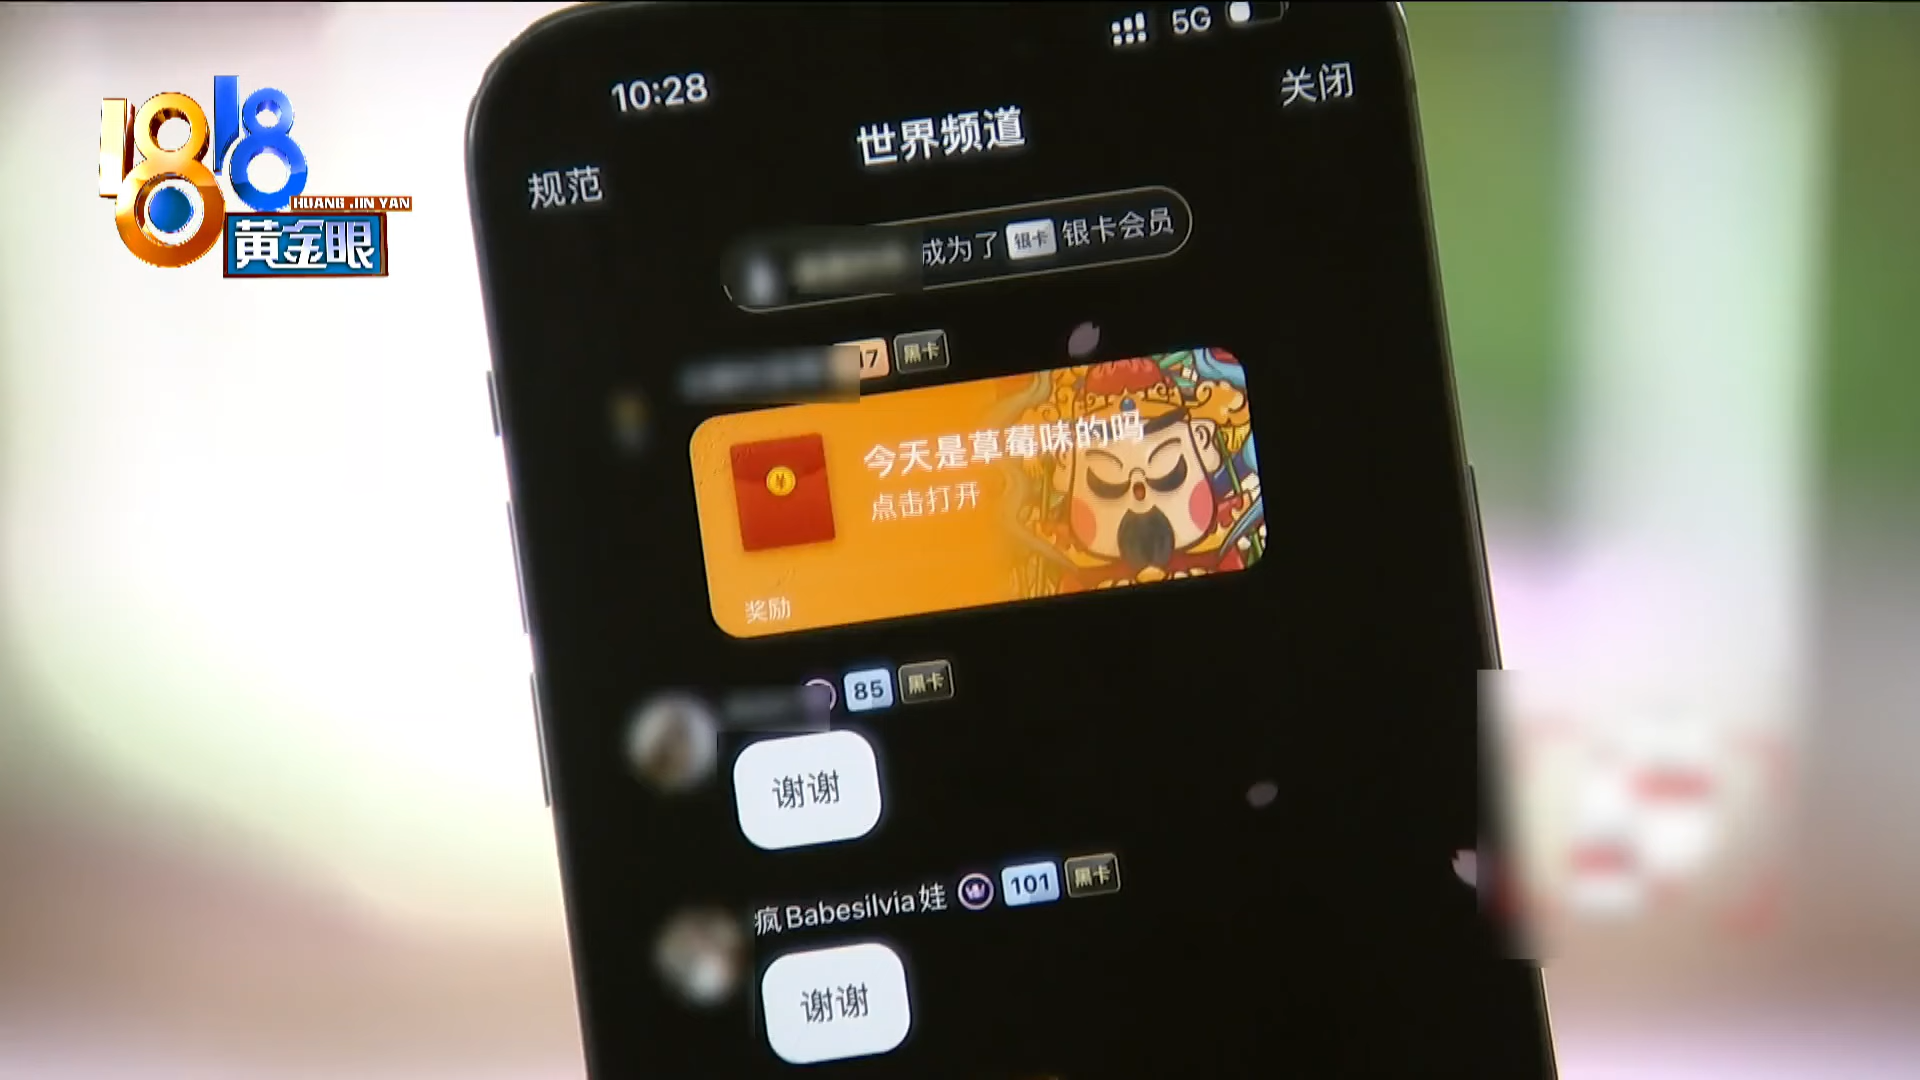 1818
HUANG JIN YAN
黄金眼
10:28
5G
关闭
世界频道
规范
成为了 银卡 银卡会员
17 黑卡
今天是草莓味的吗
点击打开
奖励
85 黑卡
谢谢
疯Babesilvia娃 W 101 黑卡
谢谢